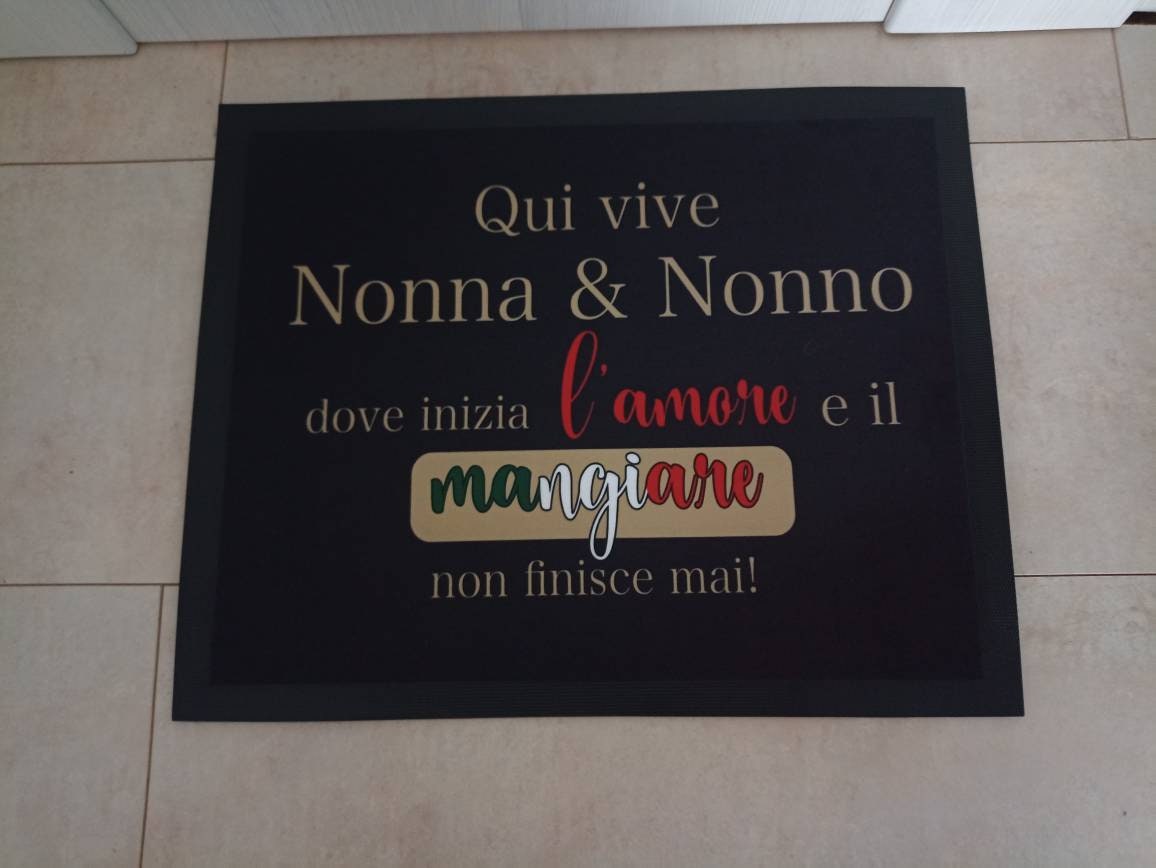 Qui vive
Nonna & Nonno
dove inizia l'amore e il
mangiare
non finisce mai!